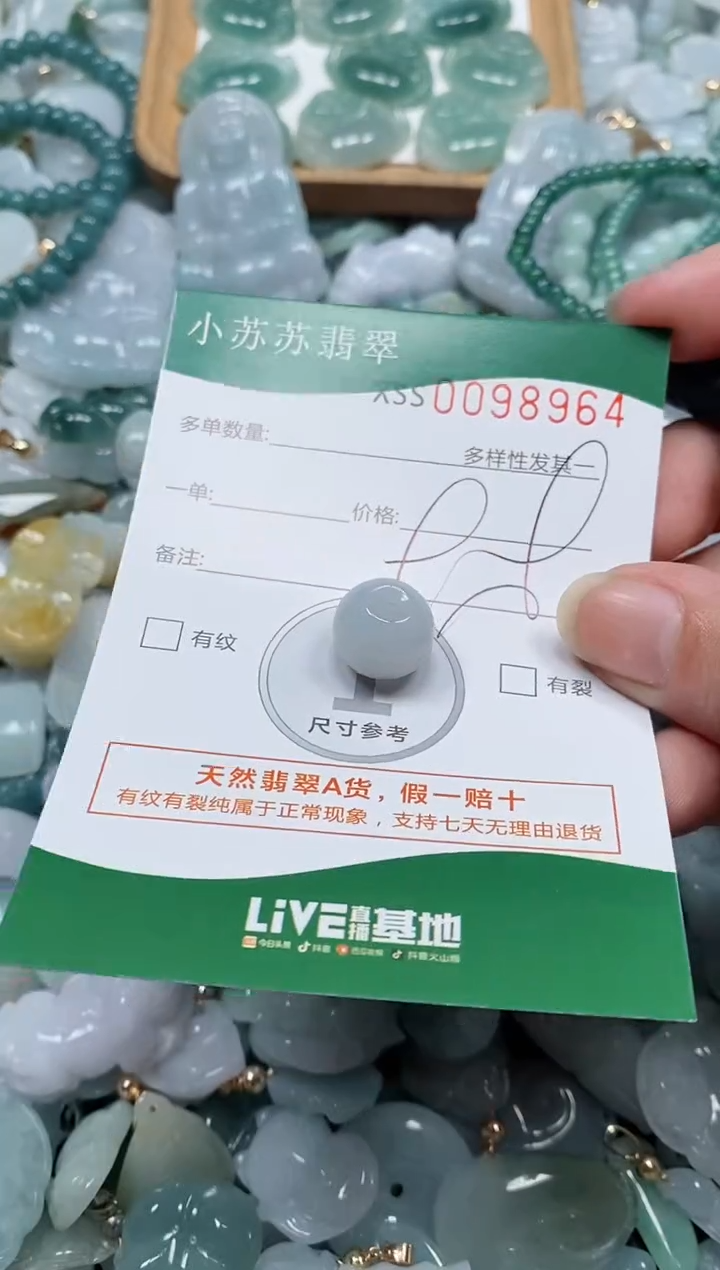 小苏苏翡翠
XSS 0098964
多单数量:
多样性发其一
一单: 价格:
备注:
有纹
有裂
尺寸参考
天然翡翠A货，假一赔十
有纹有裂纯属于正常现象，支持七天无理由退货
LiVE直播基地
今日头条 抖音 西瓜视频 抖音火山版